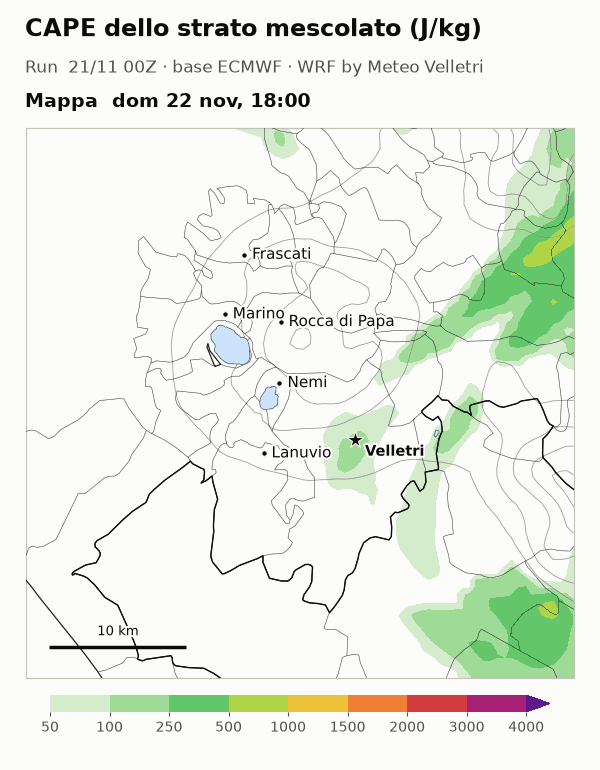 CAPE dello strato mescolato (J/kg)
Run 21/11 00Z · base ECMWF · WRF by Meteo Velletri
Mappa dom 22 nov, 18:00
Frascati
Marino
Rocca di Papa
Nemi
Velletri
Lanuvio
10 km
50 100 250 500 1000 1500 2000 3000 4000